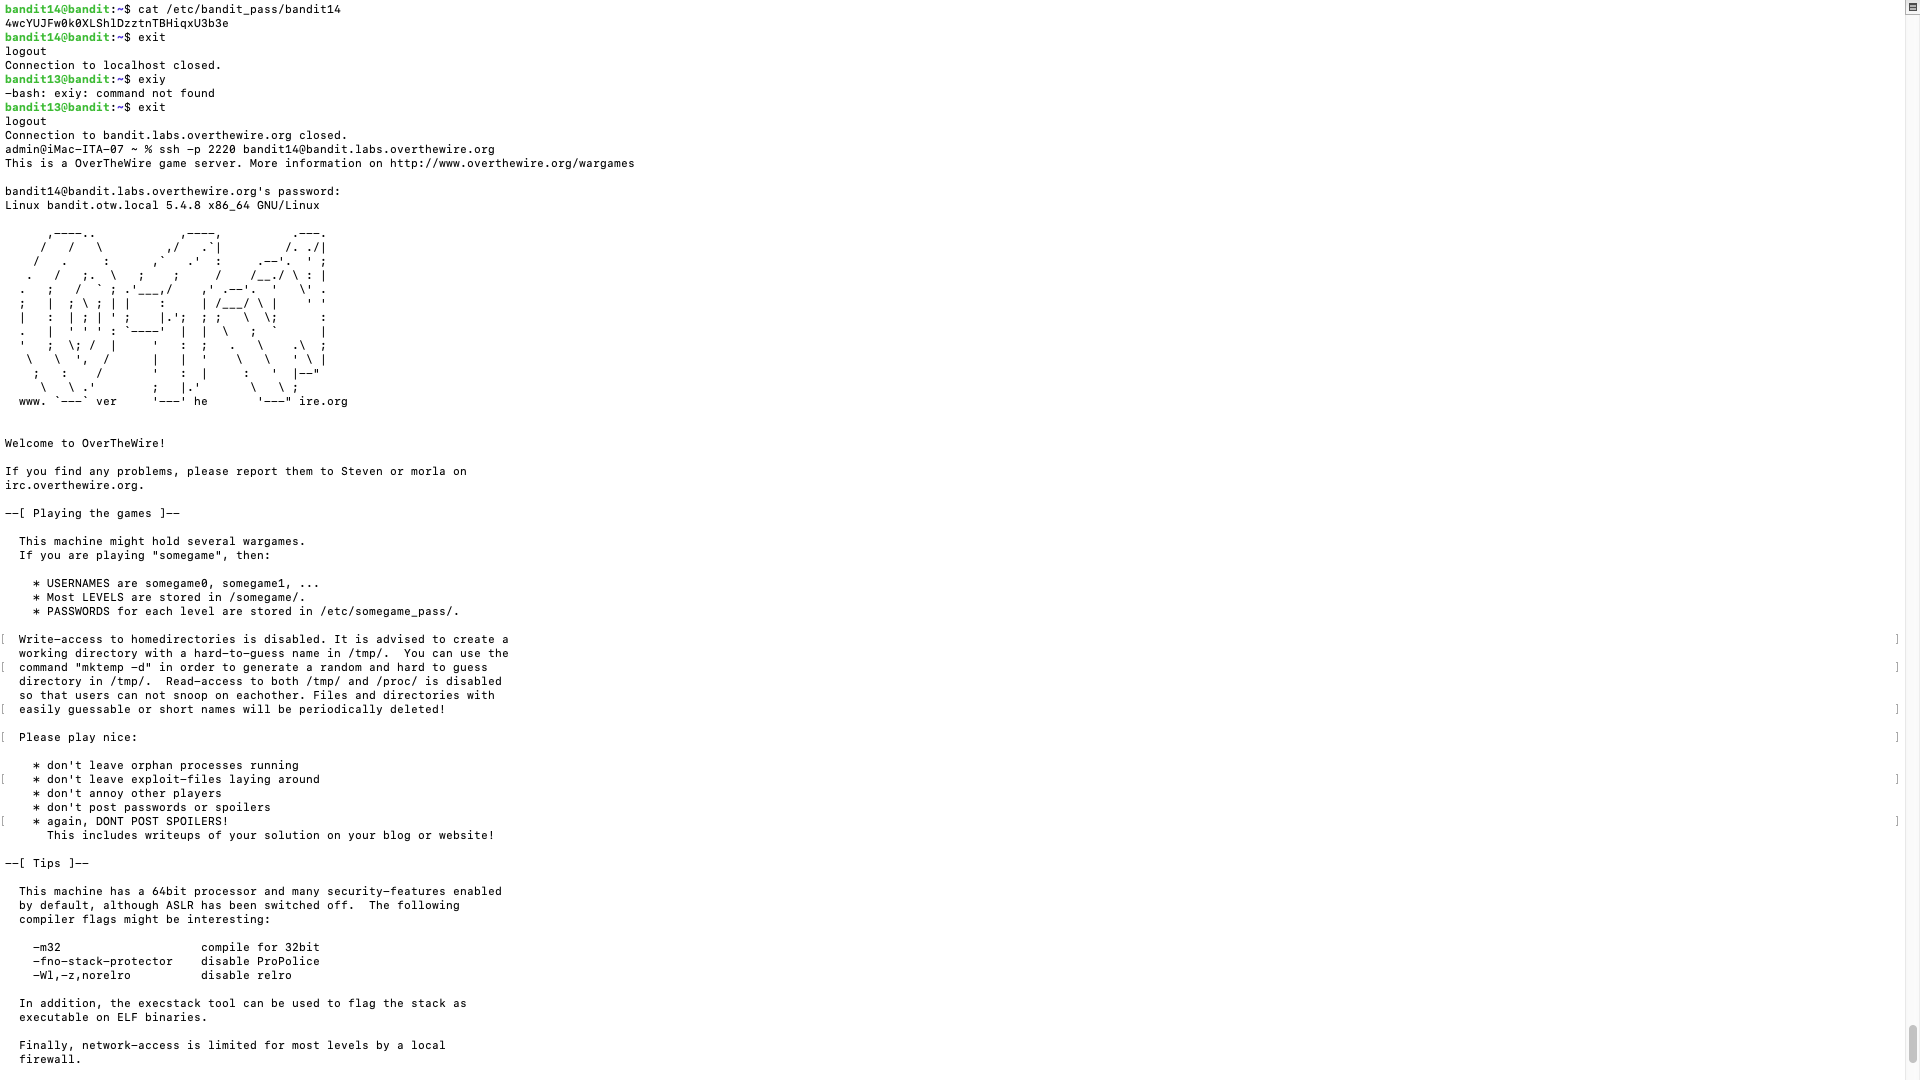 bandit14@bandit:~$ cat /etc/bandit_pass/bandit14
4wcYUJFw0k0XLShlDzztnTBHiqxU3b3e
bandit14@bandit:~$ exit
logout
Connection to localhost closed.
bandit13@bandit:~$ exiy
-bash: exiy: command not found
bandit13@bandit:~$ exit
logout
Connection to bandit.labs.overthewire.org closed.
admin@iMac-ITA-07 ~ % ssh -p 2220 bandit14@bandit.labs.overthewire.org
This is a OverTheWire game server. More information on http://www.overthewire.org/wargames

bandit14@bandit.labs.overthewire.org's password:
Linux bandit.otw.local 5.4.8 x86_64 GNU/Linux

      ,----..            ,----,          .---.
     /   /   \         ,/   .`|         /. ./|
    /   .     :      ,`   .'  :     .--'.  ' ;
   .   /   ;.  \   ;    ;     /    /__./ \ : |
  .   ;   /  ` ; .'___,/    ,' .--'.  '   \' .
  ;   |  ; \ ; | |    :     | /___/ \ |    ' '
  |   :  | ; | ' ;    |.';  ; ;   \  \;      :
  .   |  ' ' ' : `----'  |  |  \   ;  `      |
  '   ;  \; /  |     '   :  ;   .   \    .\  ;
   \   \  ',  /      |   |  '    \   \   ' \ |
    ;   :    /       '   :  |     :   '  |--"
     \   \ .'        ;   |.'       \   \ ;
  www. `---` ver     '---' he       '---" ire.org

Welcome to OverTheWire!

If you find any problems, please report them to Steven or morla on
irc.overthewire.org.

--[ Playing the games ]--

  This machine might hold several wargames.
  If you are playing "somegame", then:

    * USERNAMES are somegame0, somegame1, ...
    * Most LEVELS are stored in /somegame/.
    * PASSWORDS for each level are stored in /etc/somegame_pass/.

  Write-access to homedirectories is disabled. It is advised to create a
  working directory with a hard-to-guess name in /tmp/.  You can use the
  command "mktemp -d" in order to generate a random and hard to guess
  directory in /tmp/.  Read-access to both /tmp/ and /proc/ is disabled
  so that users can not snoop on eachother. Files and directories with
  easily guessable or short names will be periodically deleted!

  Please play nice:

    * don't leave orphan processes running
    * don't leave exploit-files laying around
    * don't annoy other players
    * don't post passwords or spoilers
    * again, DONT POST SPOILERS!
      This includes writeups of your solution on your blog or website!

--[ Tips ]--

  This machine has a 64bit processor and many security-features enabled
  by default, although ASLR has been switched off.  The following
  compiler flags might be interesting:

    -m32                    compile for 32bit
    -fno-stack-protector    disable ProPolice
    -Wl,-z,norelro          disable relro

  In addition, the execstack tool can be used to flag the stack as
  executable on ELF binaries.

  Finally, network-access is limited for most levels by a local
  firewall.